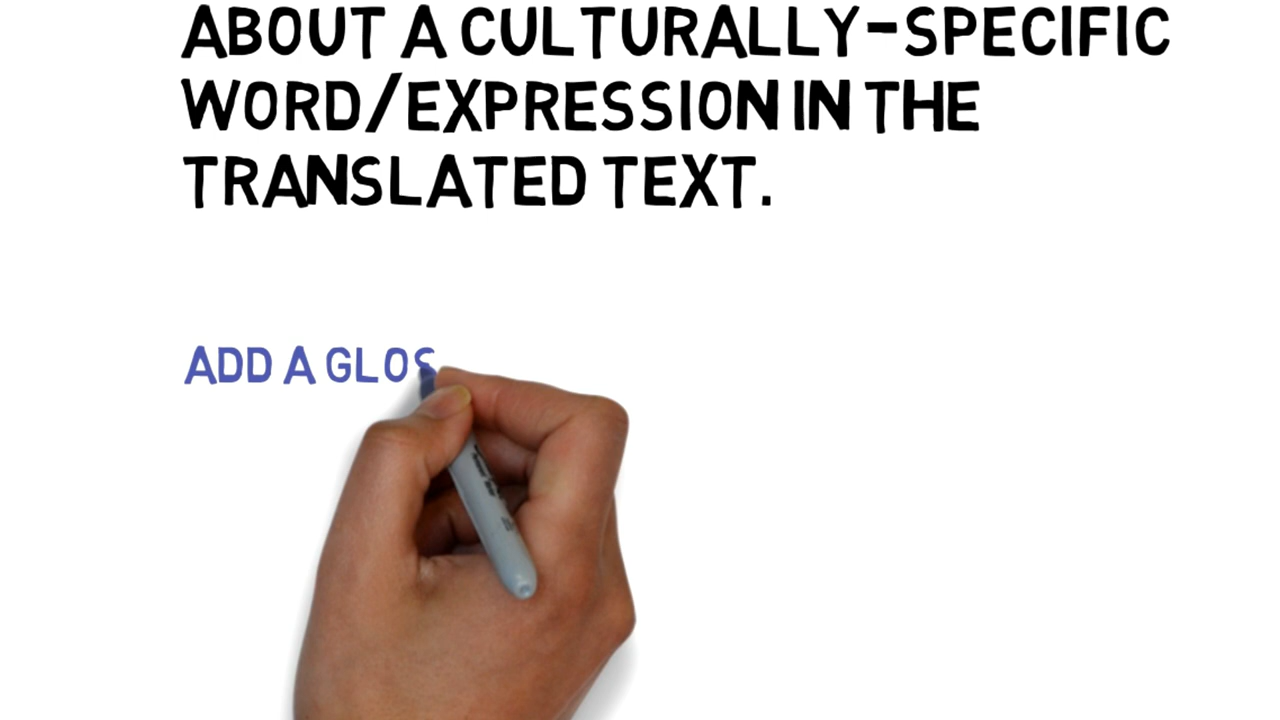 ABOUT A CULTURALLY-SPECIFIC
WORD/EXPRESSION IN THE
TRANSLATED TEXT.
ADD A GLOS